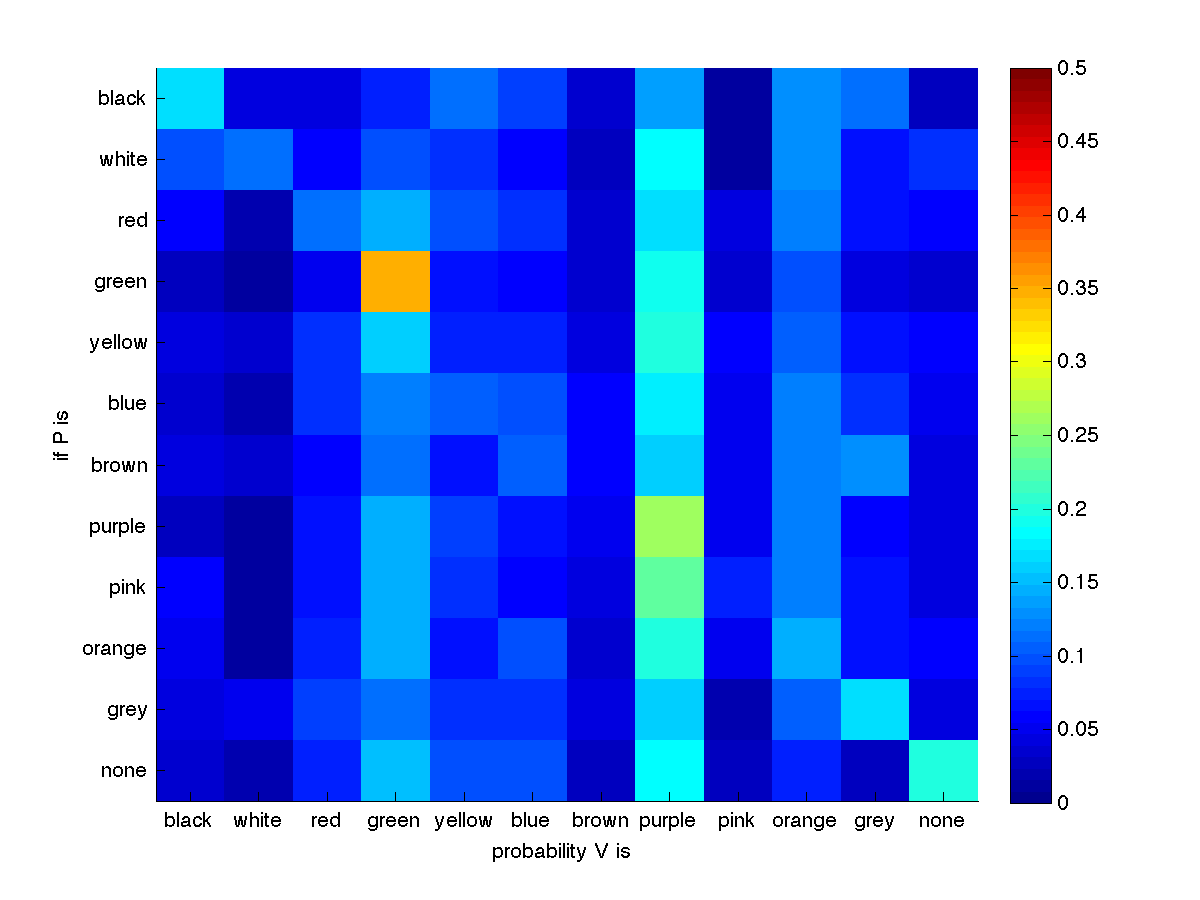 if P is
black
white
red
green
yellow
blue
brown
purple
pink
orange
grey
none
black white red green yellow blue brown purple pink orange grey none
probability V is
0.5
0.45
0.4
0.35
0.3
0.25
0.2
0.15
0.1
0.05
0